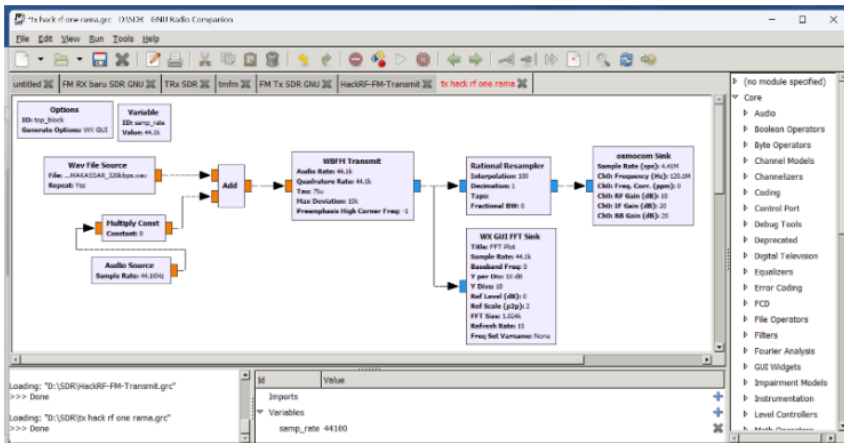 *tx hack rf one rama.grc - D:\SDR - GNU Radio Companion
File Edit View Run Tools Help
untitled FM RX baru SDR GNU TRx SDR tmfm FM Tx SDR GNU HackRF-FM-Transmit tx hack rf one rama
Options
ID: top_block
Generate Options: WX GUI
Variable
ID: samp_rate
Value: 44.1k
Wav File Source
File: ...MAKASSAR_320kbps.wav
Repeat: Yes
Add
Multiply Const
Constant: 0
Audio Source
Sample Rate: 44.1KHz
WBFM Transmit
Audio Rate: 44.1k
Quadrature Rate: 44.1k
Tau: 75u
Max Deviation: 10k
Preemphasis High Corner Freq: -1
Rational Resampler
Interpolation: 100
Decimation: 1
Taps:
Fractional BW: 0
osmocom Sink
Sample Rate (sps): 4.41M
Ch0: Frequency (Hz): 120.1M
Ch0: Freq. Corr. (ppm): 0
Ch0: RF Gain (dB): 10
Ch0: IF Gain (dB): 20
Ch0: BB Gain (dB): 20
WX GUI FFT Sink
Title: FFT Plot
Sample Rate: 44.1k
Baseband Freq: 0
Y per Div: 10 dB
Y Divs: 10
Ref Level (dB): 0
Ref Scale (p2p): 2
FFT Size: 1.024k
Refresh Rate: 15
Freq Set Varname: None
(no module specified)
Core
Audio
Boolean Operators
Byte Operators
Channel Models
Channelizers
Coding
Control Port
Debug Tools
Deprecated
Digital Television
Equalizers
Error Coding
FCD
File Operators
Filters
Fourier Analysis
GUI Widgets
Impairment Models
Instrumentation
Level Controllers
Math Operators
Loading: "D:\SDR\HackRF-FM-Transmit.grc"
>>> Done
Loading: "D:\SDR\tx hack rf one rama.grc"
>>> Done
Id Value
Imports
Variables
samp_rate 44100